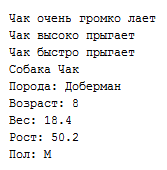 Чак очень громко лает
Чак высоко прыгает
Чак быстро прыгает
Собака Чак
Порода: Доберман
Возраст: 8
Вес: 18.4
Рост: 50.2
Пол: М